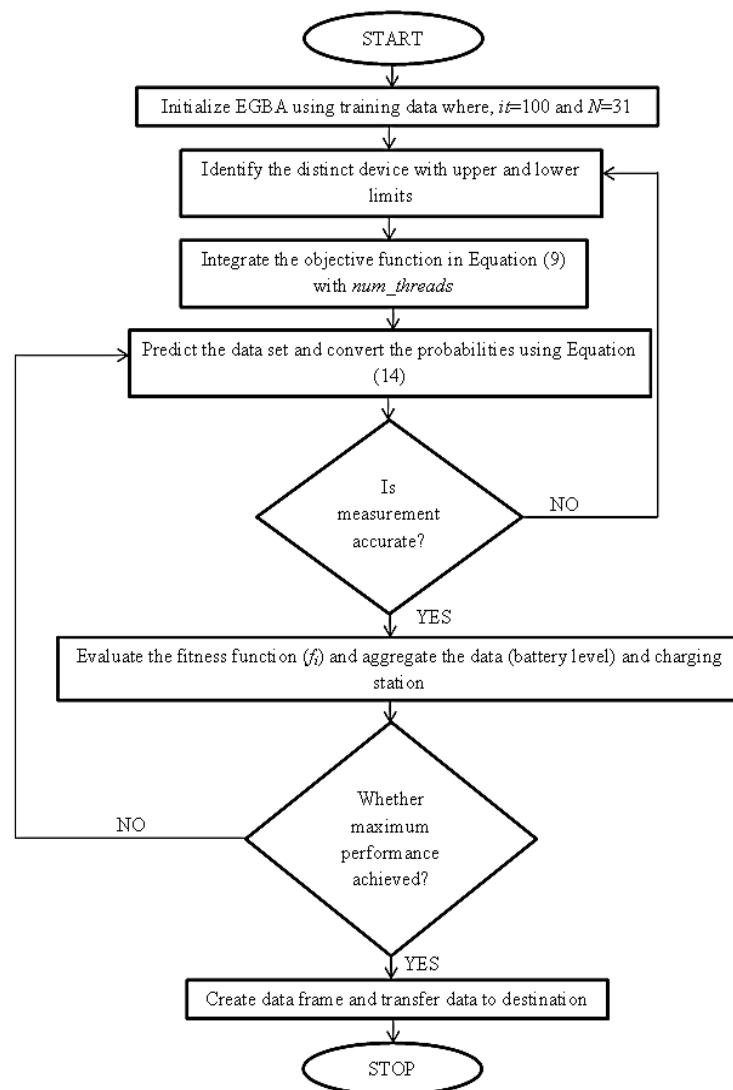 START
Initialize EGBA using training data where, it=100 and N=31
Identify the distinct device with upper and lower
limits
Integrate the objective function in Equation (9)
with num_threads
Predict the data set and convert the probabilities using Equation
(14)
Is
measurement
accurate?
NO
YES
Evaluate the fitness function (fi) and aggregate the data (battery level) and charging
station
Whether
maximum
performance
achieved?
NO
YES
Create data frame and transfer data to destination
STOP